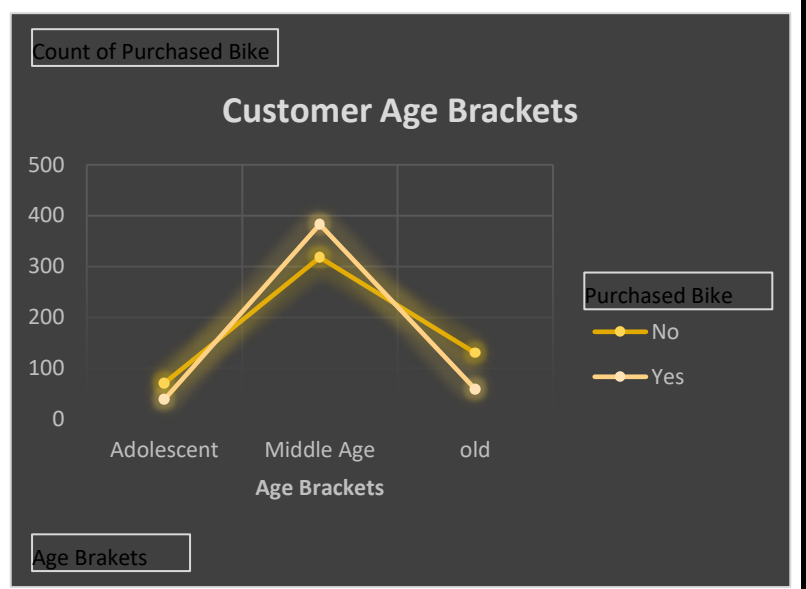 Count of Purchased Bike
Customer Age Brackets
500
400
300
200
100
0
Adolescent Middle Age old
Age Brackets
Purchased Bike
No
Yes
Age Brakets